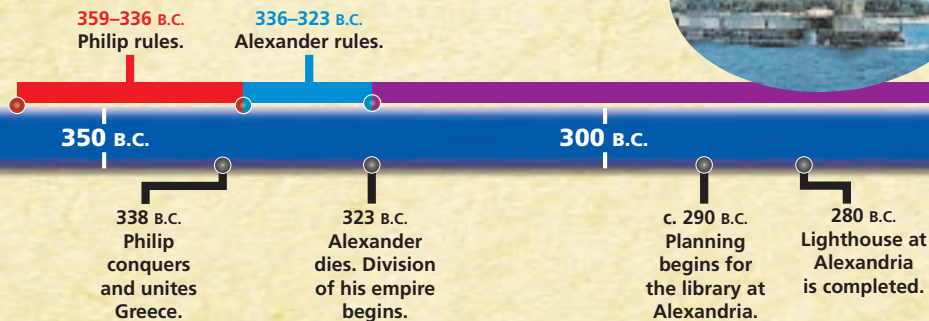 359–336 B.C.
Philip rules.
336–323 B.C.
Alexander rules.
350 B.C.
300 B.C.
338 B.C.
Philip
conquers
and unites
Greece.
323 B.C.
Alexander
dies. Division
of his empire
begins.
c. 290 B.C.
Planning
begins for
the library at
Alexandria.
280 B.C.
Lighthouse at
Alexandria
is completed.